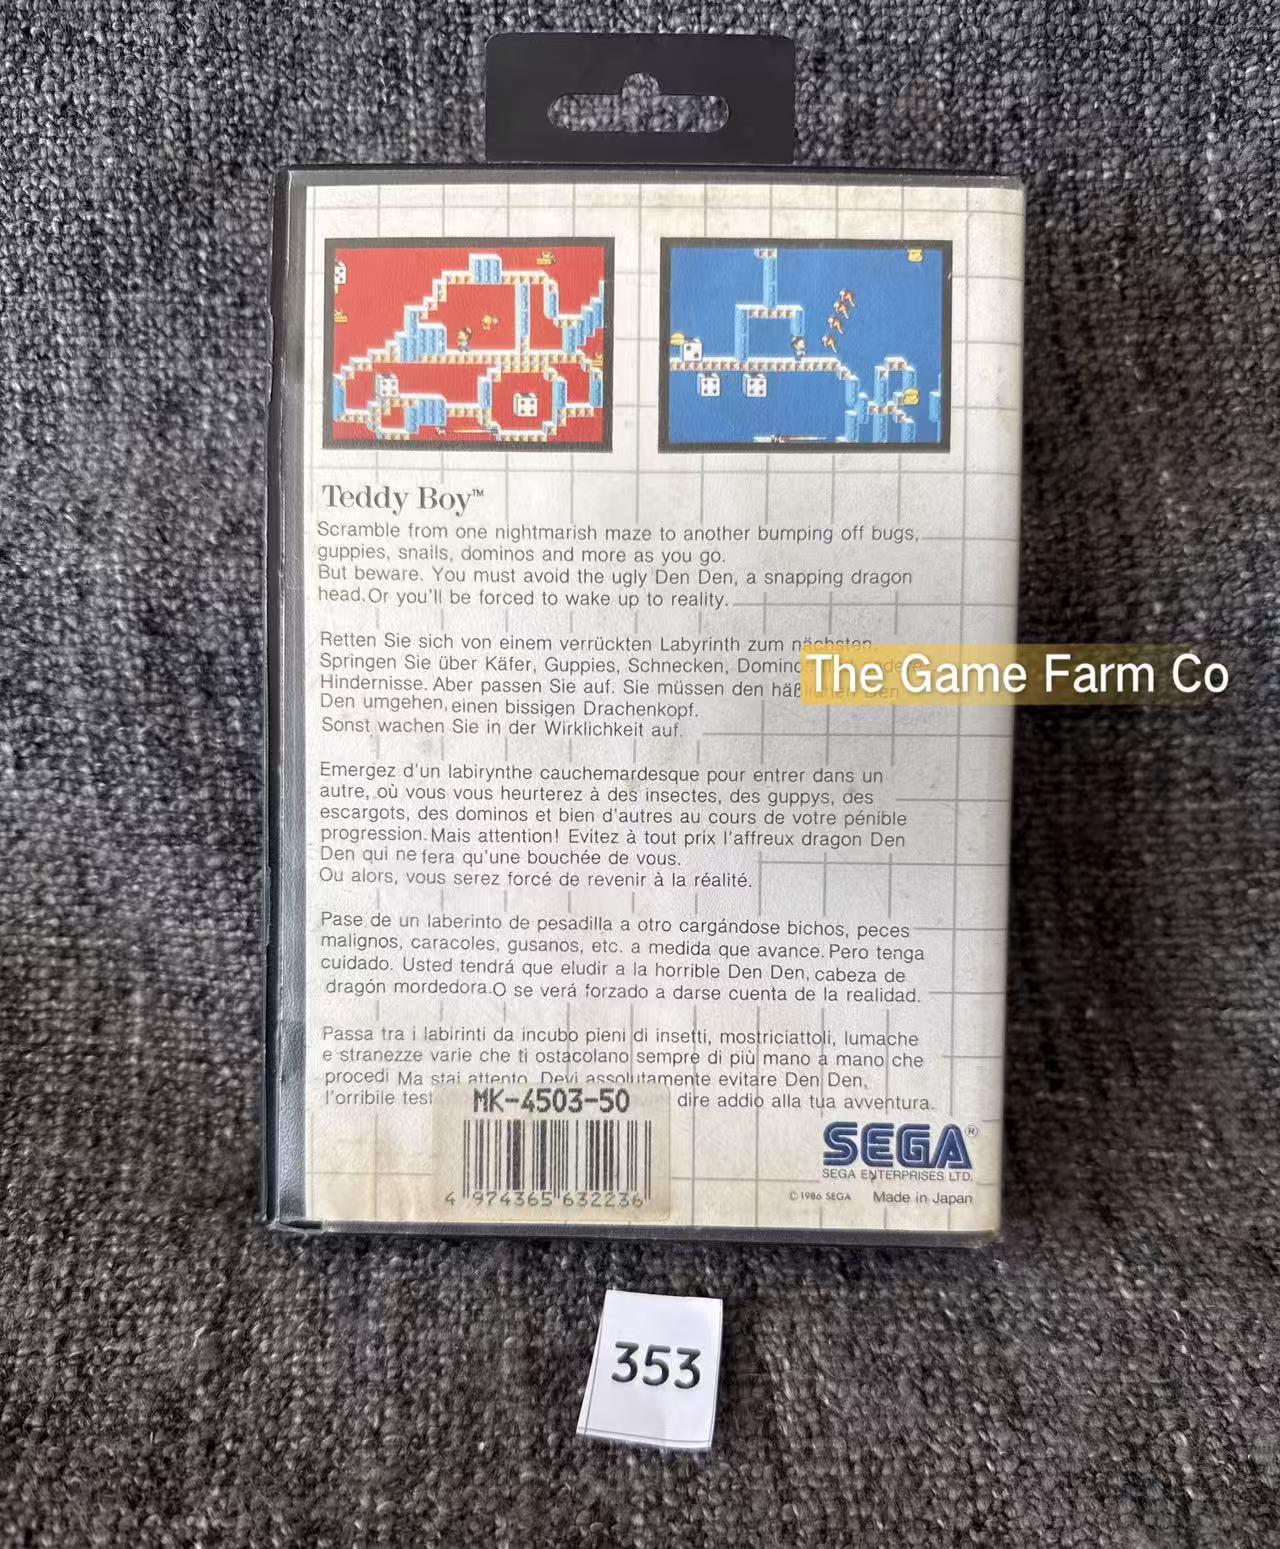 Teddy Boy™
Scramble from one nightmarish maze to another bumping off bugs,
guppies, snails, dominos and more as you go.
But beware. You must avoid the ugly Den Den, a snapping dragon
head. Or you'll be forced to wake up to reality.
Retten Sie sich von einem verrückten Labyrinth zum nächsten.
Springen Sie über Käfer, Guppies, Schnecken, Dominos
The Game Farm Co
Hindernisse. Aber passen Sie auf. Sie müssen den häßlichen Den
Den umgehen, einen bissigen Drachenkopf.
Sonst wachen Sie in der Wirklichkeit auf.
Emergez d'un labirynthe cauchemardesque pour entrer dans un
autre, où vous vous heurterez à des insectes, des guppys, des
escargots, des dominos et bien d'autres au cours de votre pénible
progression. Mais attention! Evitez à tout prix l'affreux dragon Den
Den qui ne fera qu'une bouchée de vous.
Ou alors, vous serez forcé de revenir à la réalité.
Pase de un laberinto de pesadilla a otro cargándose bichos, peces
malignos, caracoles, gusanos, etc. a medida que avance. Pero tenga
cuidado. Usted tendrá que eludir a la horrible Den Den, cabeza de
dragón mordedora. O se verá forzado a darse cuenta de la realidad.
Passa tra i labirinti da incubo pieni di insetti, mostriciattoli, lumache
e stranezze varie che ti ostacolano sempre di più mano a mano che
procedi Ma stai attento. Devi assolutamente evitare Den Den,
l'orribile test dire addio alla tua avventura.
MK-4503-50
4 974365 632236
SEGA®
SEGA ENTERPRISES LTD.
©1986 SEGA Made in Japan
353